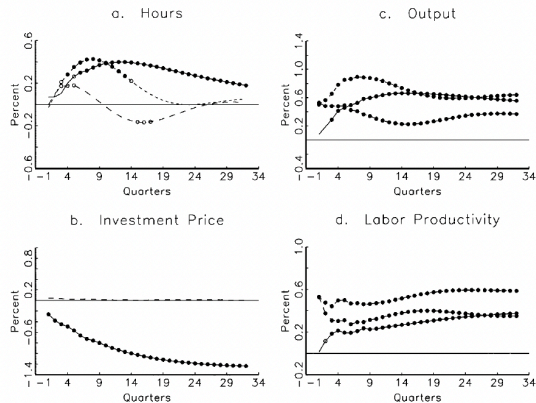 a. Hours
0.6
0.2
-0.2
-0.6
Percent
-1 4 9 14 19 24 29 34
Quarters
c. Output
1.4
1.0
0.6
0.2
-0.4
Percent
-1 4 9 14 19 24 29 34
Quarters
b. Investment Price
0.8
0.2
-0.6
-1.4
Percent
-1 4 9 14 19 24 29 34
Quarters
d. Labor Productivity
1.0
0.6
0.2
-0.2
Percent
-1 4 9 14 19 24 29 34
Quarters